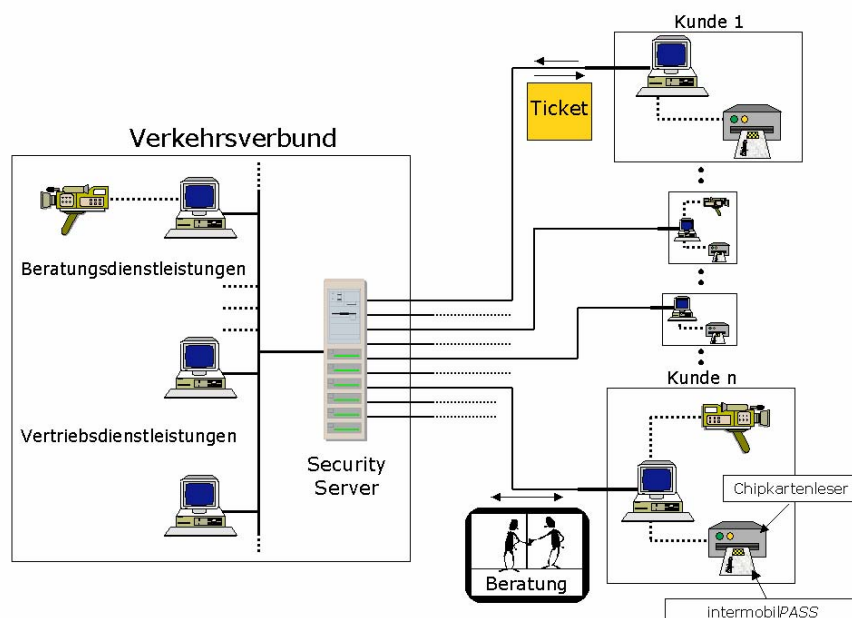 Kunde 1
Ticket
Verkehrsverbund
Beratungsdienstleistungen
Kunde n
Vertriebsdienstleistungen
Security
Server
Chipkartenleser
Beratung
intermobilPASS